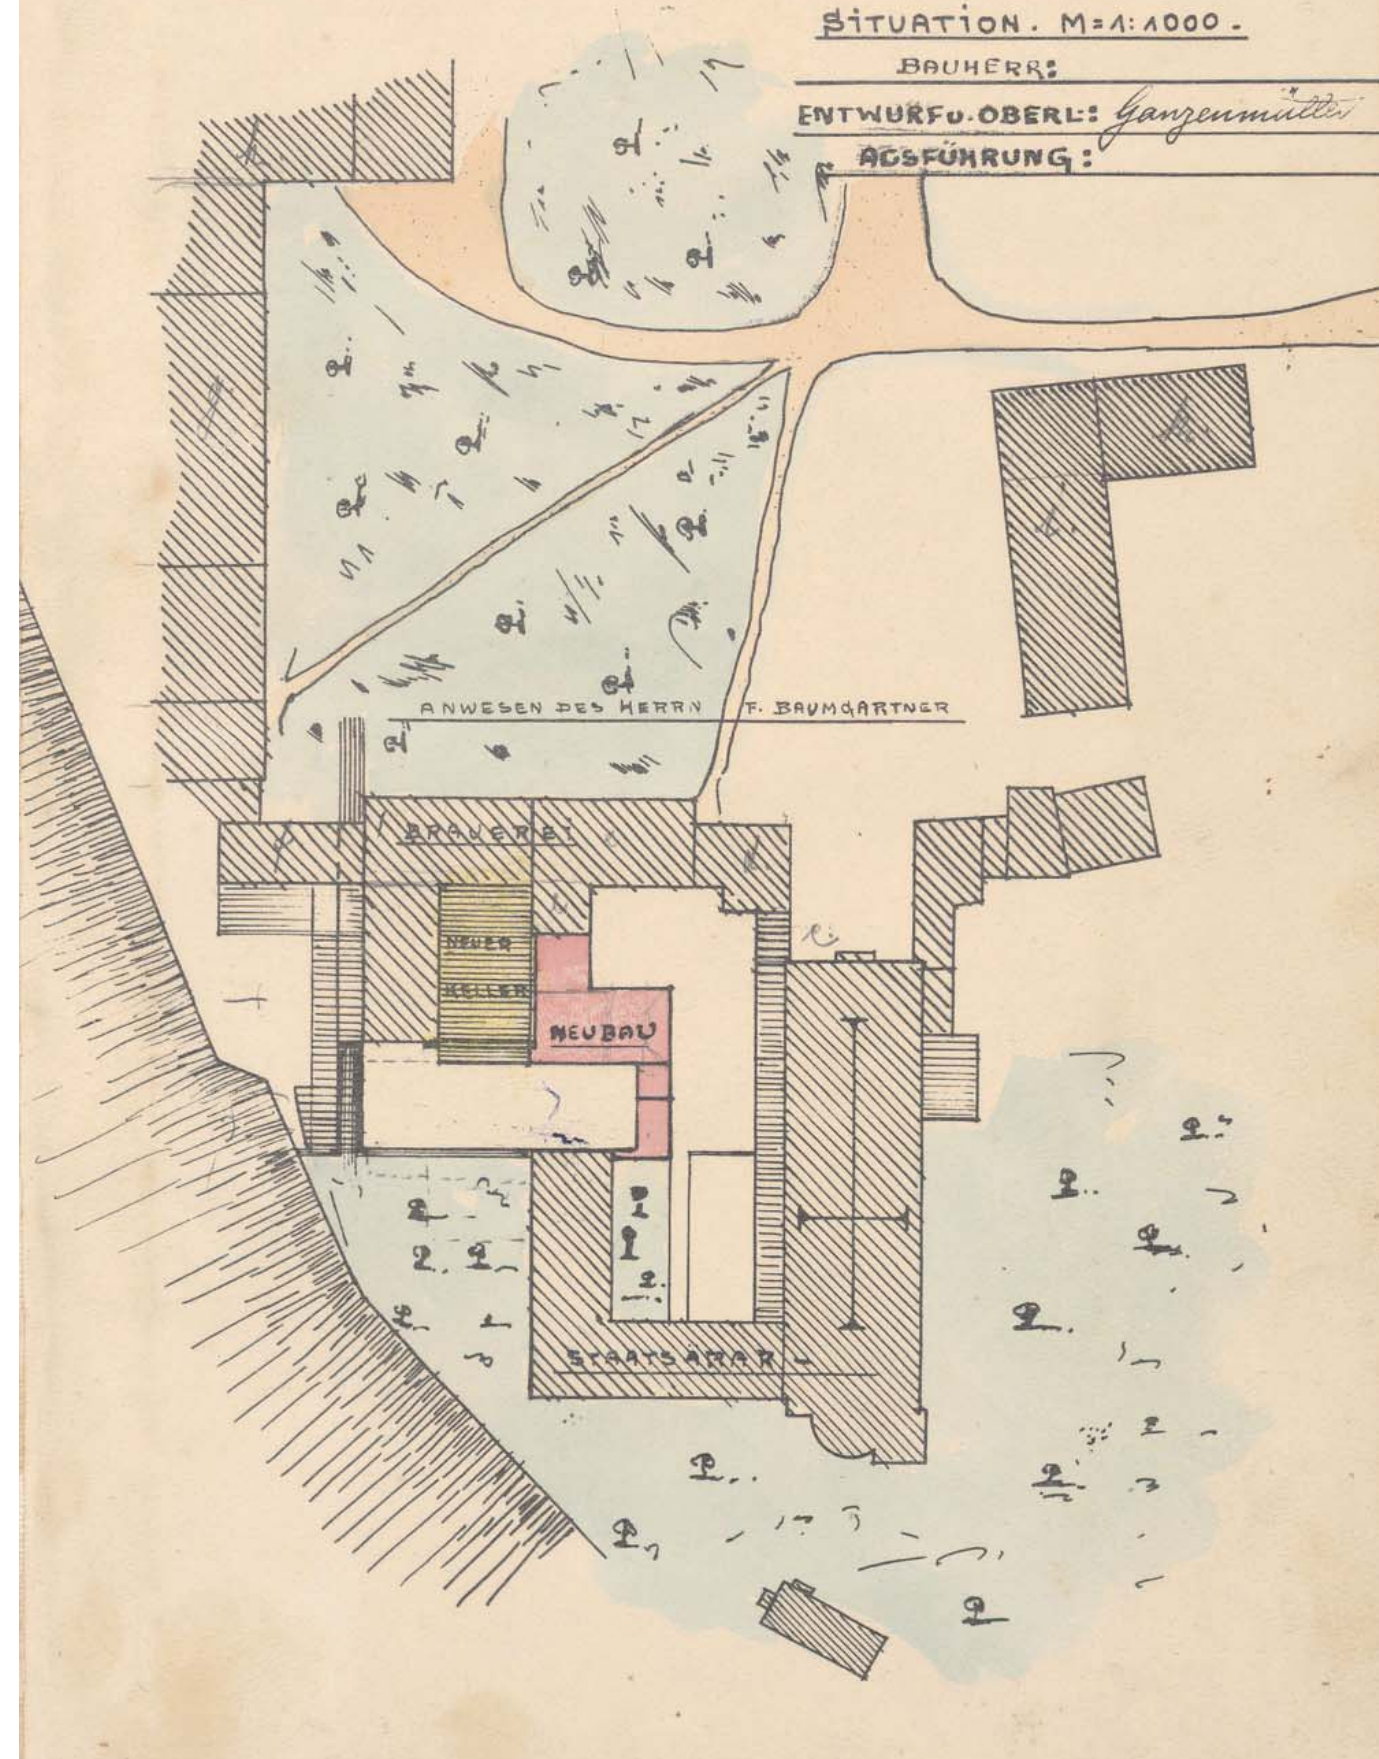 SITUATION. M=1:1000.
BAUHERR:
ENTWURF U. OBERL: Ganzenmüller
AUSFÜHRUNG:
ANWESEN DES HERRN F. BAUMGARTNER
BRAUEREI
NEUER
KELLER
NEUBAU
STAATSÄRAR